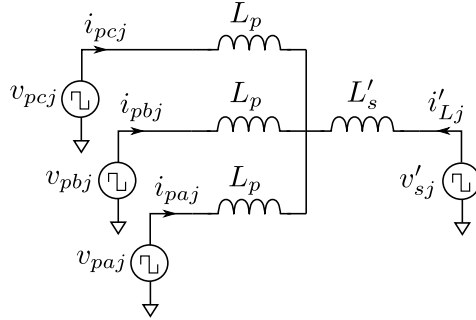 i_{pcj}
L_p
v_{pcj}
i_{pbj}
L_p
L'_s
i'_{Lj}
v_{pbj}
i_{paj}
L_p
v'_{sj}
v_{paj}